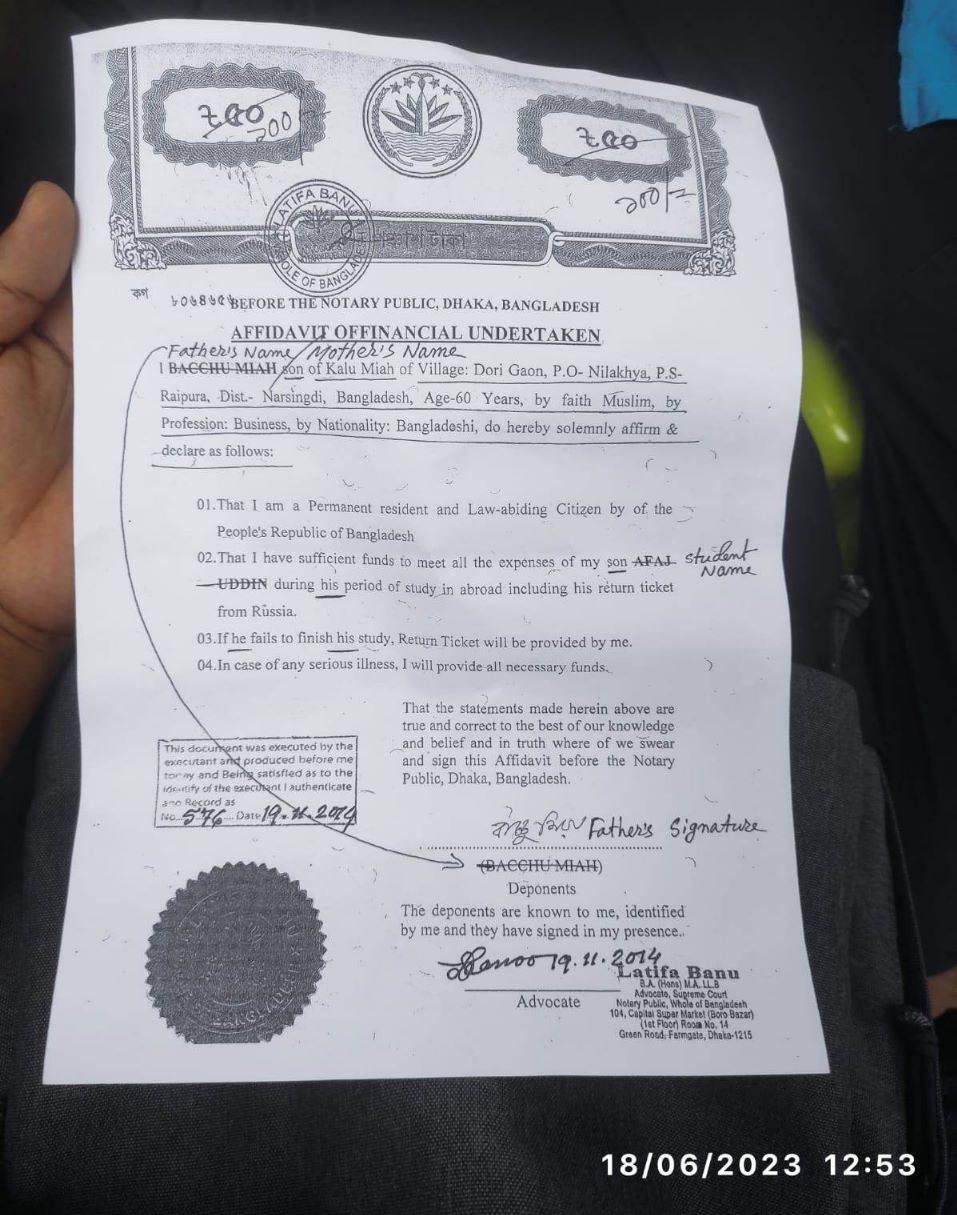 ২৫০
১০০
২৫০
১০০/=
LATIFA BANU
WHOLE OF BANGLADESH
টাকা
কগ
BEFORE THE NOTARY PUBLIC, DHAKA, BANGLADESH
AFFIDAVIT OFFINANCIAL UNDERTAKEN
Father's Name / Mother's Name
I BACCHU MIAH son of Kalu Miah of Village: Dori Gaon, P.O- Nilakhya, P.S-
Raipura, Dist.- Narsingdi, Bangladesh, Age-60 Years, by faith Muslim, by
Profession: Business, by Nationality: Bangladeshi, do hereby solemnly affirm &
declare as follows:
01.That I am a Permanent resident and Law-abiding Citizen by of the
People's Republic of Bangladesh
02.That I have sufficient funds to meet all the expenses of my son AFAJ student
Name
UDDIN during his period of study in abroad including his return ticket
from Russia.
03.If he fails to finish his study, Return Ticket will be provided by me.
04.In case of any serious illness, I will provide all necessary funds.
That the statements made herein above are
true and correct to the best of our knowledge
and belief and in truth where of we swear
and sign this Affidavit before the Notary
Public, Dhaka, Bangladesh.
This document was executed by the
executant and produced before me
today and Being satisfied as to the
identify of the executant I authenticate
and Record as
No..576....Date 19.11.2014
বাচ্চু মিয়া Father's Signature
(BACCHU MIAH)
Deponents
The deponents are known to me, identified
by me and they have signed in my presence..
19.11.2014
Advocate
Latifa Banu
B.A. (Hons) M.A. LL.B
Advocate, Supreme Court
Notary Public, Whole of Bangladesh
104, Capital Super Market (Boro Bazar)
(1st Floor) Room No. 14
Green Road, Farmgate, Dhaka-1215
BANGLADESH
18/06/2023 12:53